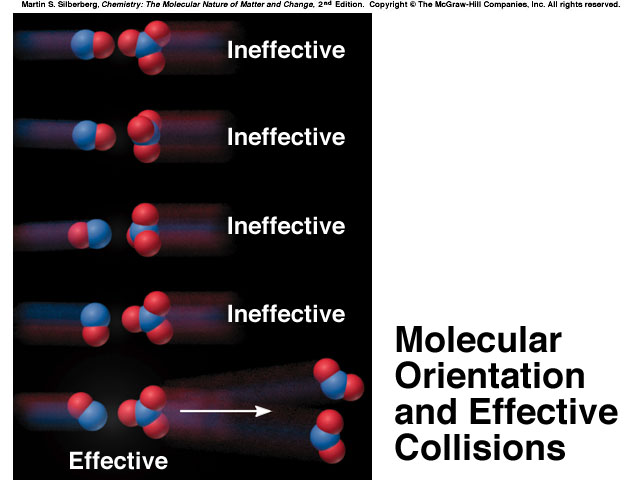 Martin S. Silberberg, Chemistry: The Molecular Nature of Matter and Change, 2nd Edition. Copyright © The McGraw-Hill Companies, Inc. All rights reserved.
Ineffective
Ineffective
Ineffective
Ineffective
Effective
Molecular
Orientation
and Effective
Collisions